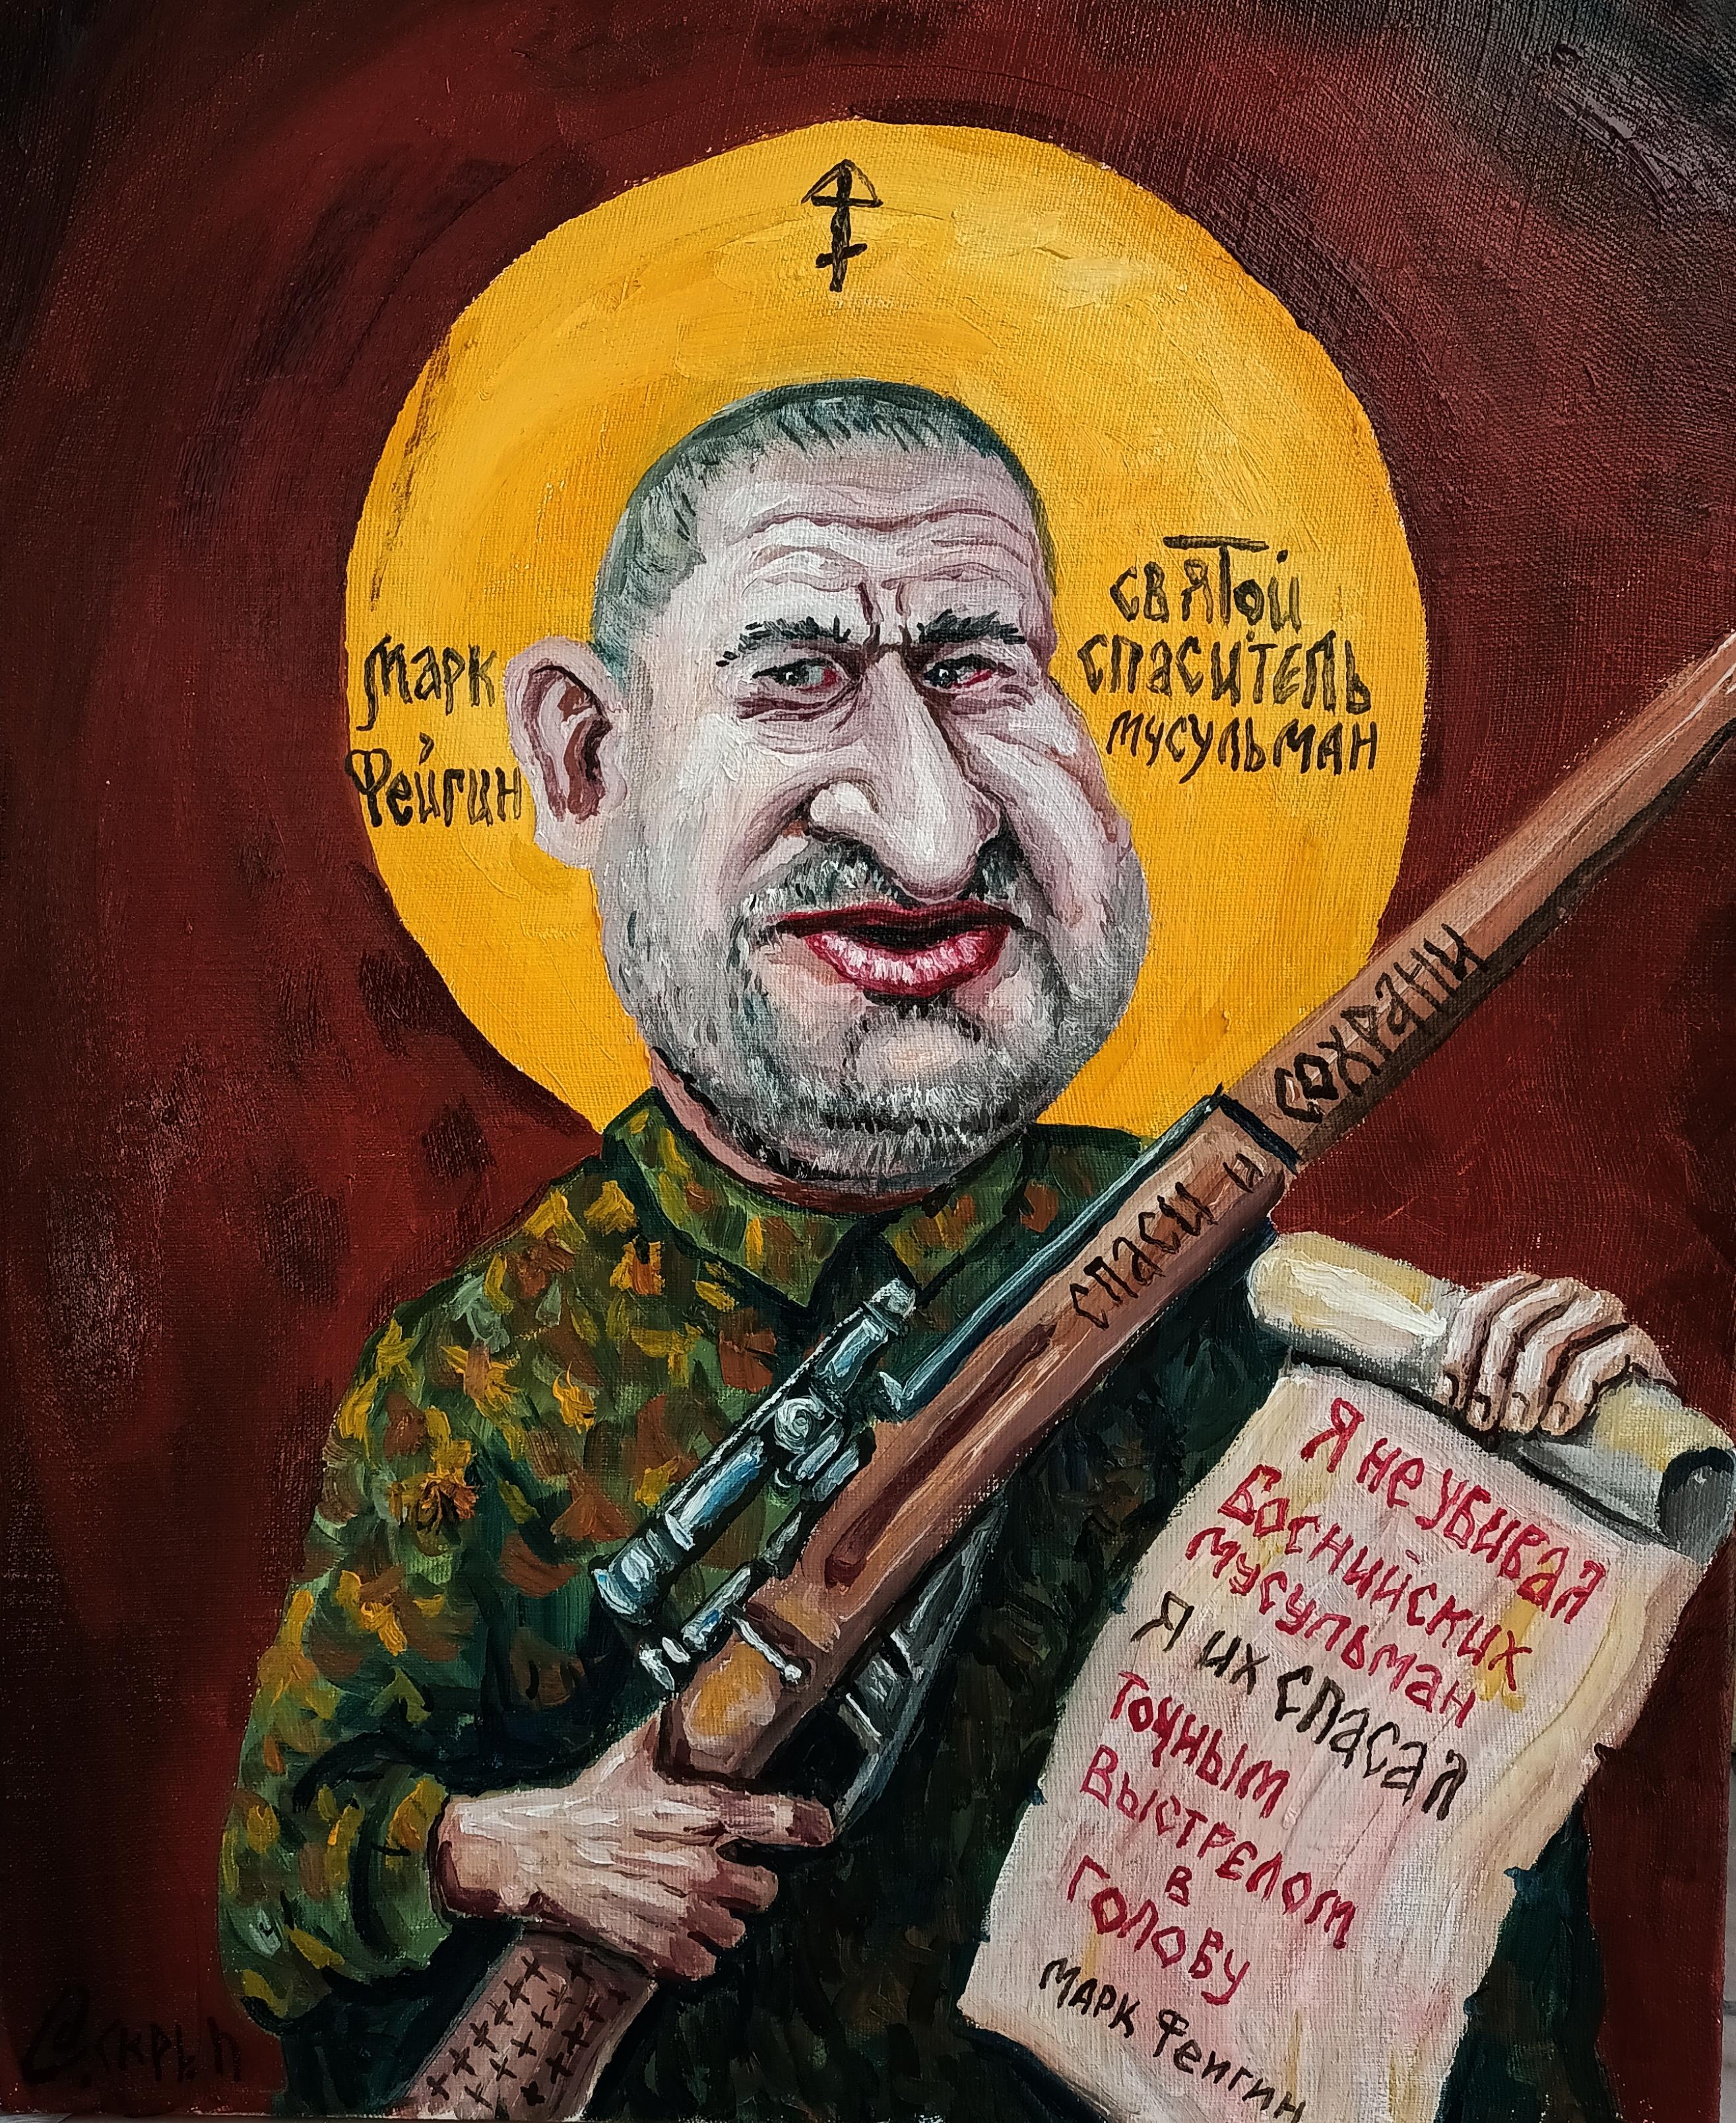 Марк
Фейгин
святой
спаситель
мусульман
спаси и сохрани
Я не убивал
Боснийских
мусульман
Я их спасал
точным
выстрелом
в
голову
Марк Фейгин